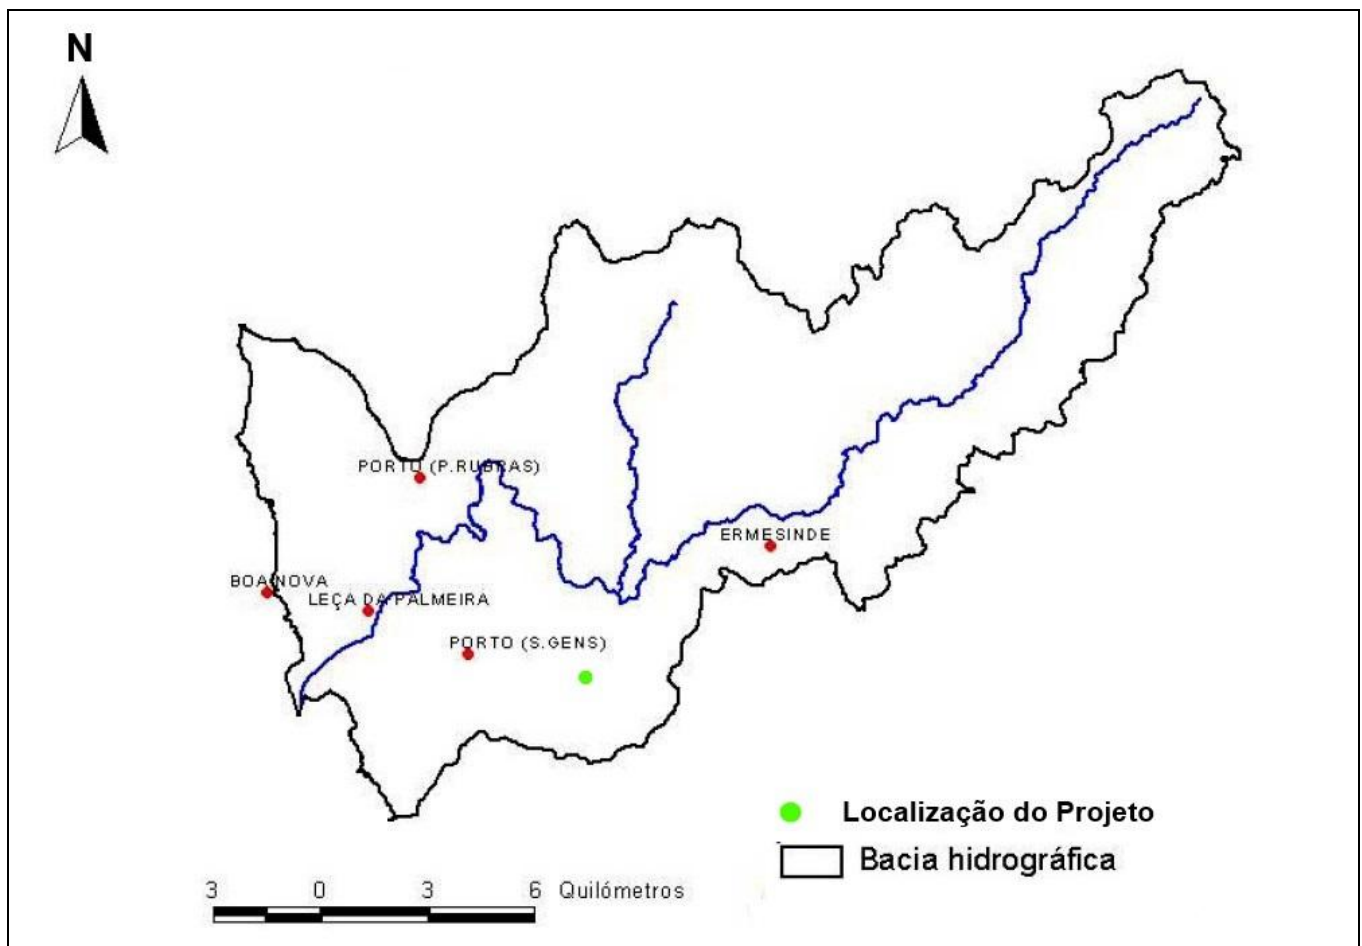 N
PORTO (P.RUBRAS)
ERMESINDE
BOA NOVA
LEÇA DA PALMEIRA
PORTO (S.GENS)
Localização do Projeto
Bacia hidrográfica
3 0 3 6 Quilómetros